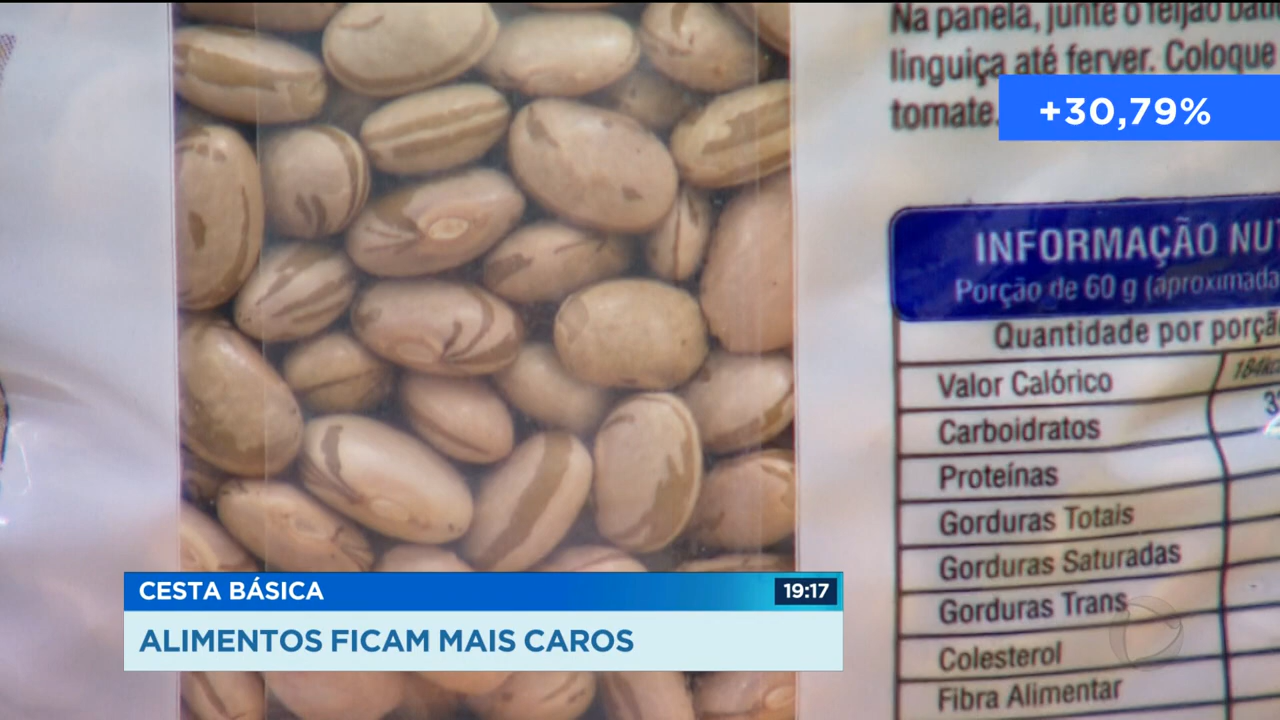 Na panela, junte o feijão
linguiça até ferver. Coloque
tomate.
+30,79%
INFORMAÇÃO
Porção de 60 g (aproximada
Quantidade por
Valor Calórico
Carboidratos
Proteínas
Gorduras Totais
Gorduras Saturadas
Gorduras Trans
Colesterol
Fibra Alimentar
CESTA BÁSICA
19:17
ALIMENTOS FICAM MAIS CAROS